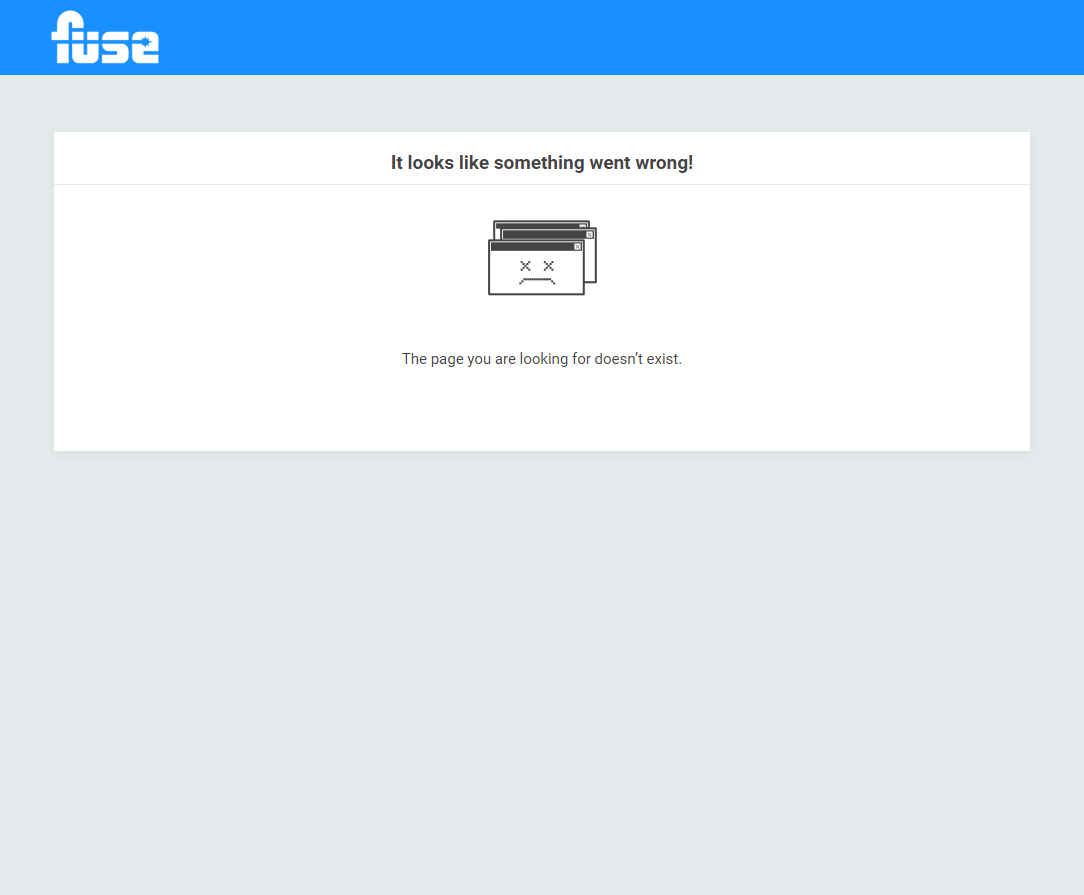 fuse
It looks like something went wrong!
The page you are looking for doesn’t exist.